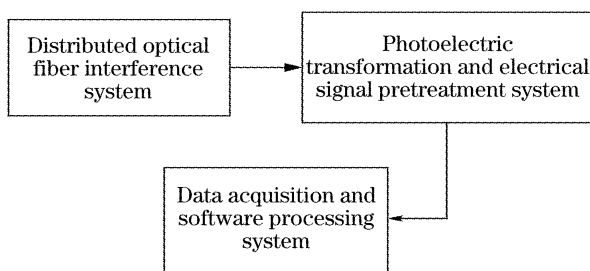 Distributed optical
fiber interference
system
Photoelectric
transformation and electrical
signal pretreatment system
Data acquisition and
software processing
system